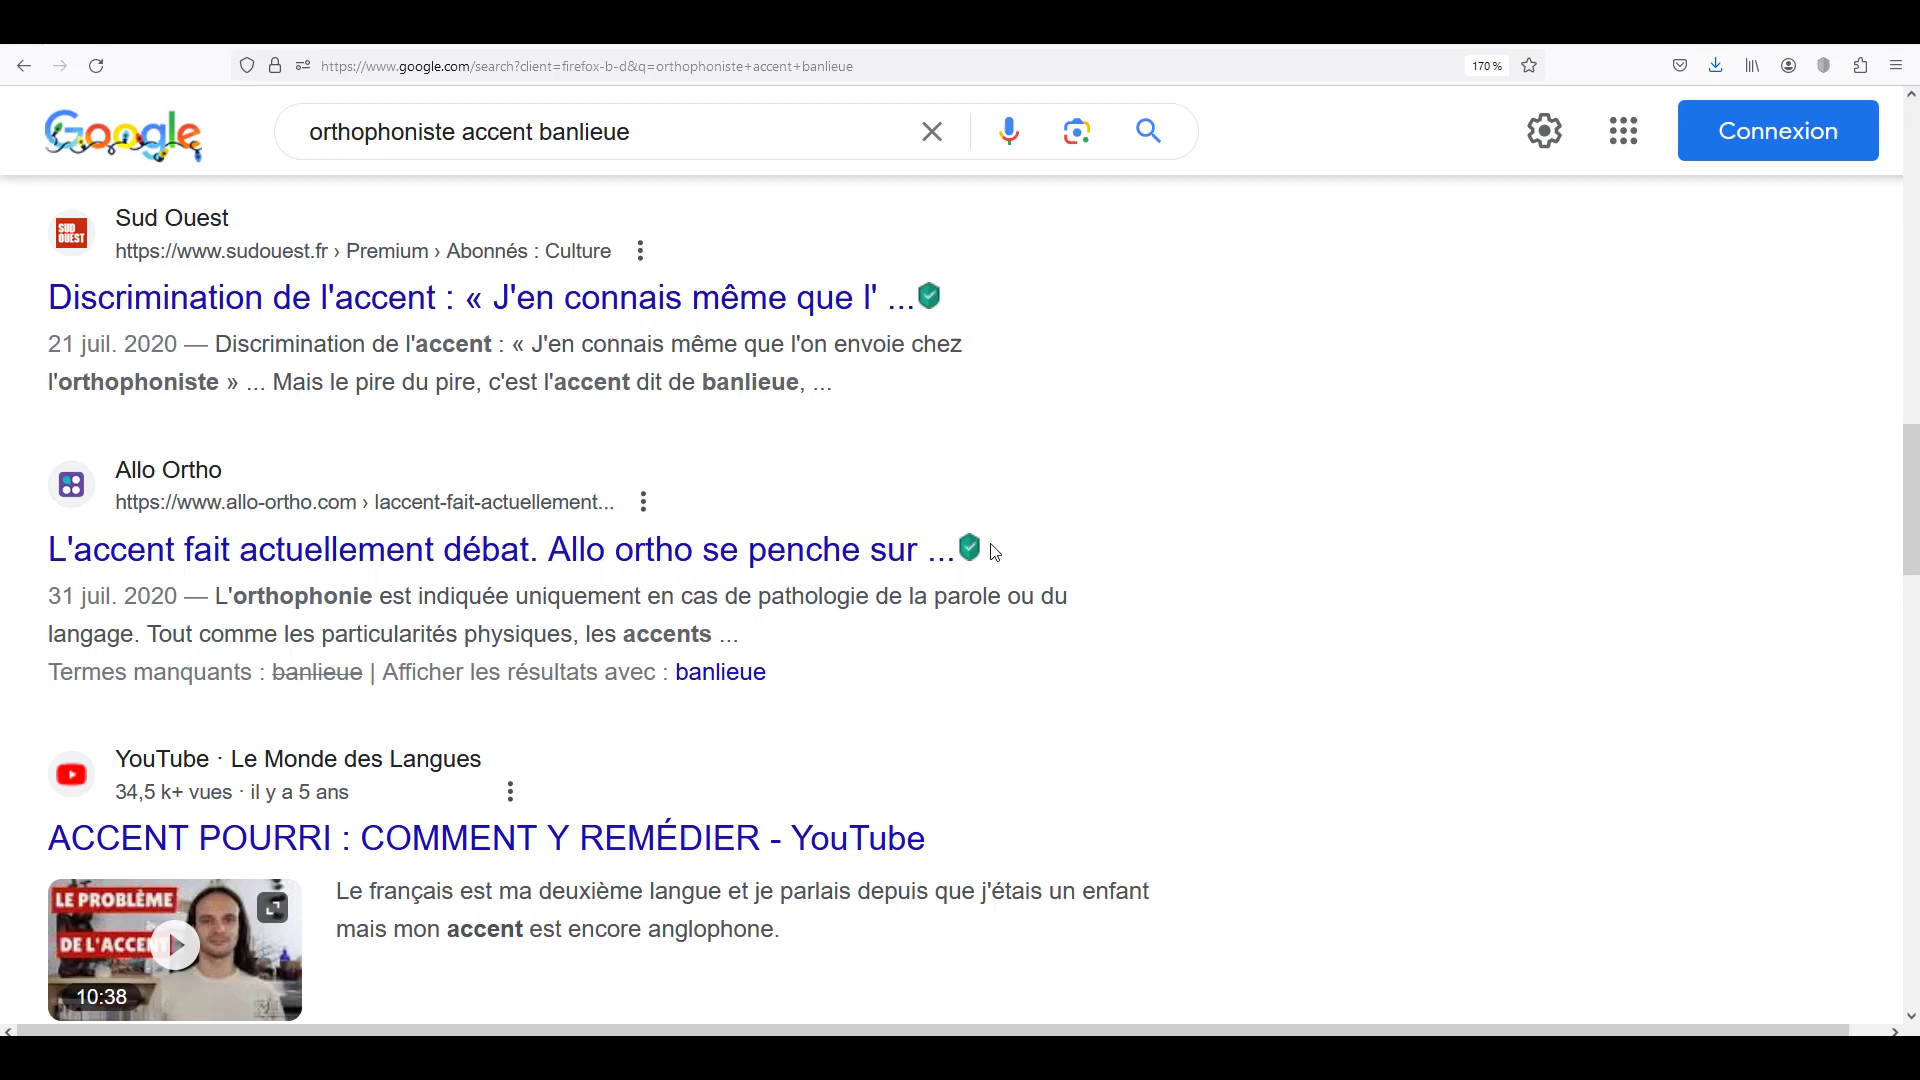 https://www.google.com/search?client=firefox-b-d&q=orthophoniste+accent+banlieue
170 %
Google
orthophoniste accent banlieue
Connexion
SUD OUEST
Sud Ouest
https://www.sudouest.fr › Premium › Abonnés : Culture
Discrimination de l'accent : « J'en connais même que l' ...
21 juil. 2020 — Discrimination de l'accent : « J'en connais même que l'on envoie chez
l'orthophoniste » ... Mais le pire du pire, c'est l'accent dit de banlieue, ...
Allo Ortho
https://www.allo-ortho.com › laccent-fait-actuellement...
L'accent fait actuellement débat. Allo ortho se penche sur ...
31 juil. 2020 — L'orthophonie est indiquée uniquement en cas de pathologie de la parole ou du
langage. Tout comme les particularités physiques, les accents ...
Termes manquants : banlieue | Afficher les résultats avec : banlieue
YouTube · Le Monde des Langues
34,5 k+ vues · il y a 5 ans
ACCENT POURRI : COMMENT Y REMÉDIER - YouTube
LE PROBLÈME
DE L'ACCENT
10:38
Le français est ma deuxième langue et je parlais depuis que j'étais un enfant
mais mon accent est encore anglophone.